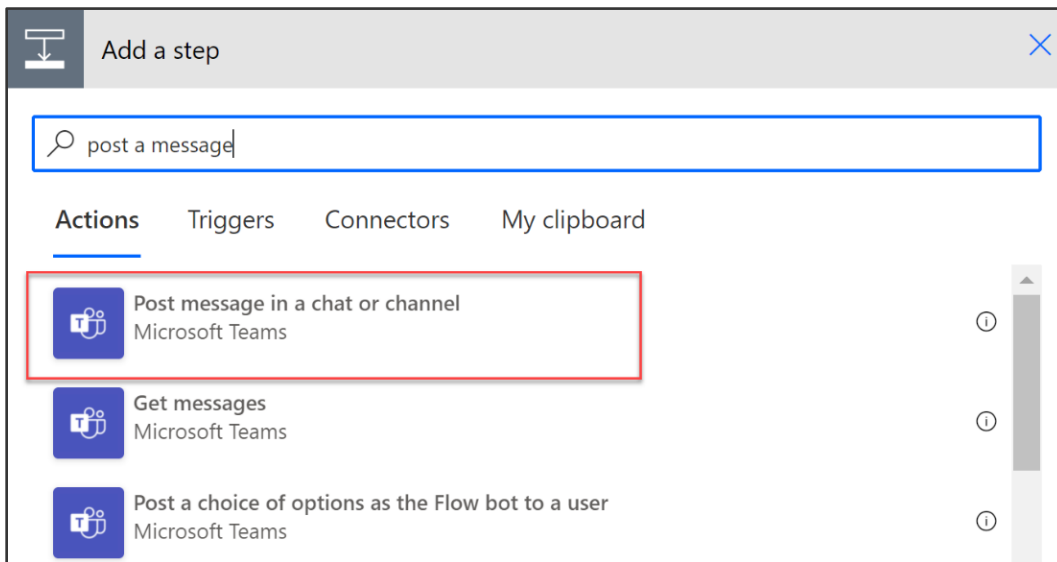 Add a step
post a message
Actions Triggers Connectors My clipboard
Post message in a chat or channel
Microsoft Teams
Get messages
Microsoft Teams
Post a choice of options as the Flow bot to a user
Microsoft Teams